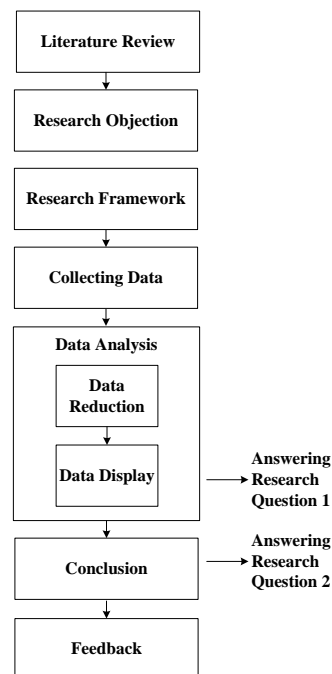 Literature Review
Research Objection
Research Framework
Collecting Data
Data Analysis
Data
Reduction
Data Display
Answering
Research
Question 1
Conclusion
Answering
Research
Question 2
Feedback